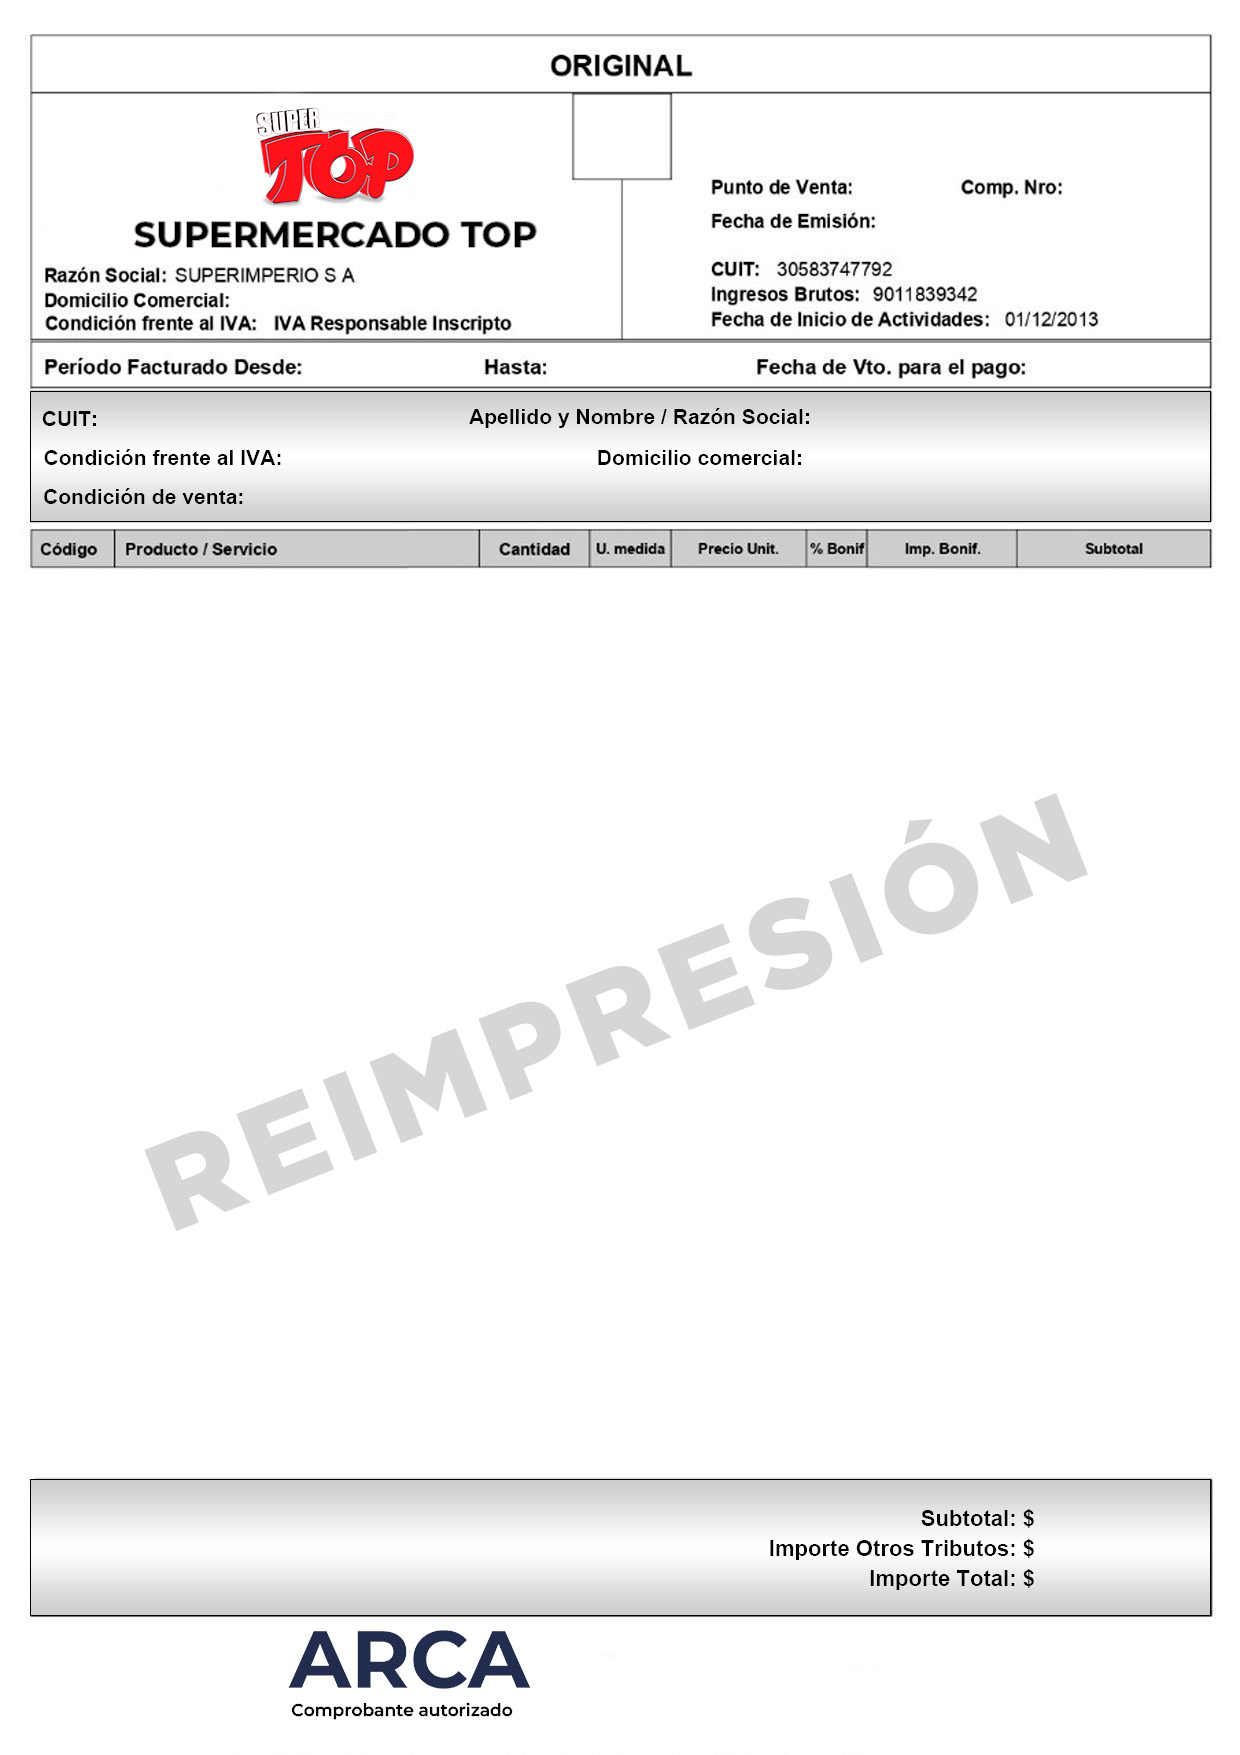 ORIGINAL
SUPER
TOP
SUPERMERCADO TOP
Razón Social: SUPERIMPERIO S A
Domicilio Comercial:
Condición frente al IVA: IVA Responsable Inscripto
Punto de Venta: Comp. Nro:
Fecha de Emisión:
CUIT: 30583747792
Ingresos Brutos: 9011839342
Fecha de Inicio de Actividades: 01/12/2013
Período Facturado Desde: Hasta: Fecha de Vto. para el pago:
CUIT: Apellido y Nombre / Razón Social:
Condición frente al IVA: Domicilio comercial:
Condición de venta:
Código Producto / Servicio Cantidad U. medida Precio Unit. % Bonif Imp. Bonif. Subtotal
REIMPRESIÓN
Subtotal: $
Importe Otros Tributos: $
Importe Total: $
ARCA
Comprobante autorizado